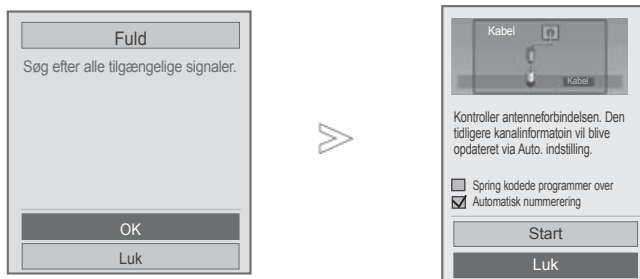 Fuld
Søg efter alle tilgængelige signaler.
OK
Luk
Kabel
Kabel
Kontroller antenneforbindelsen. Den
tidligere kanalinformatoin vil blive
opdateret via Auto. indstilling.
Spring kodede programmer over
Automatisk nummerering
Start
Luk